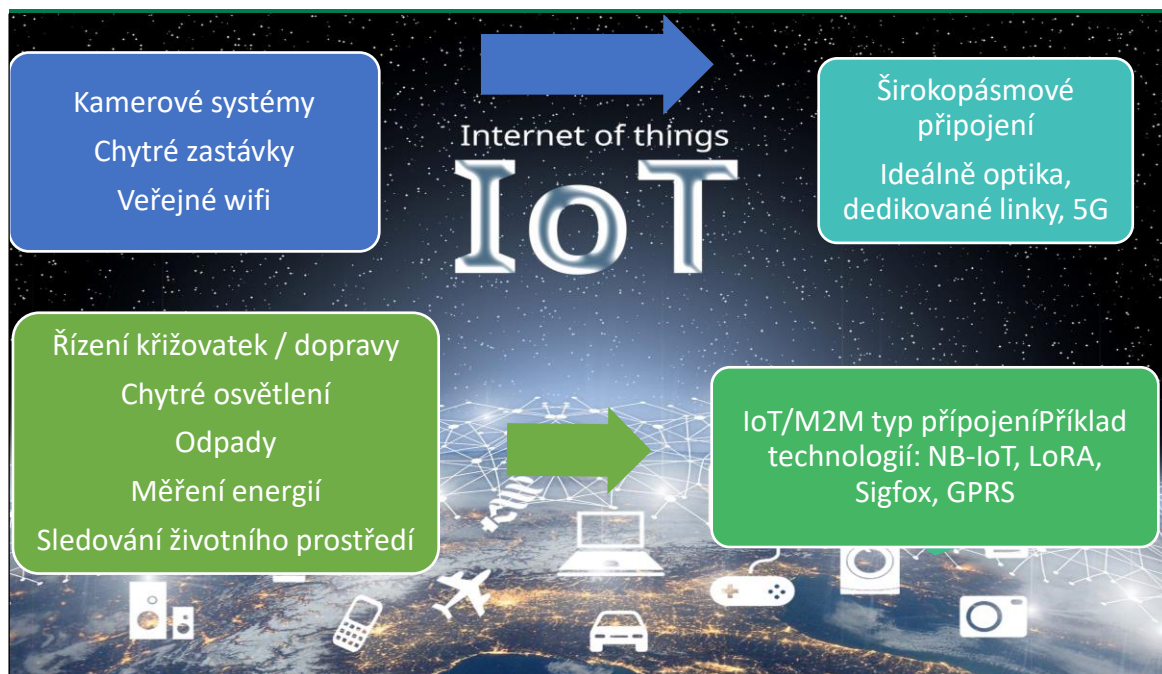 Kamerové systémy
Chytré zastávky
Veřejné wifi
Internet of things
IoT
Širokopásmové
připojení
Ideálně optika,
dedikované linky, 5G
Řízení křižovatek / dopravy
Chytré osvětlení
Odpady
Měření energií
Sledování životního prostředí
IoT/M2M typ přípojeníPříklad
technologií: NB-IoT, LoRA,
Sigfox, GPRS